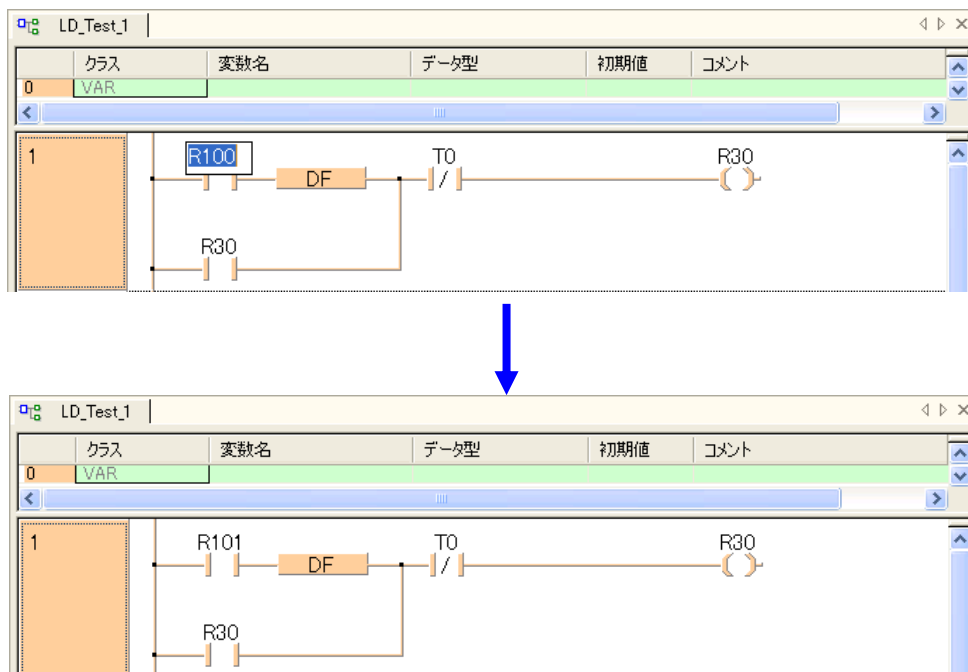 LD_Test_1
クラス 変数名 データ型 初期値 コメント
0 VAR
1 R100 T0 R30
DF
R30
LD_Test_1
クラス 変数名 データ型 初期値 コメント
0 VAR
1 R101 T0 R30
DF
R30